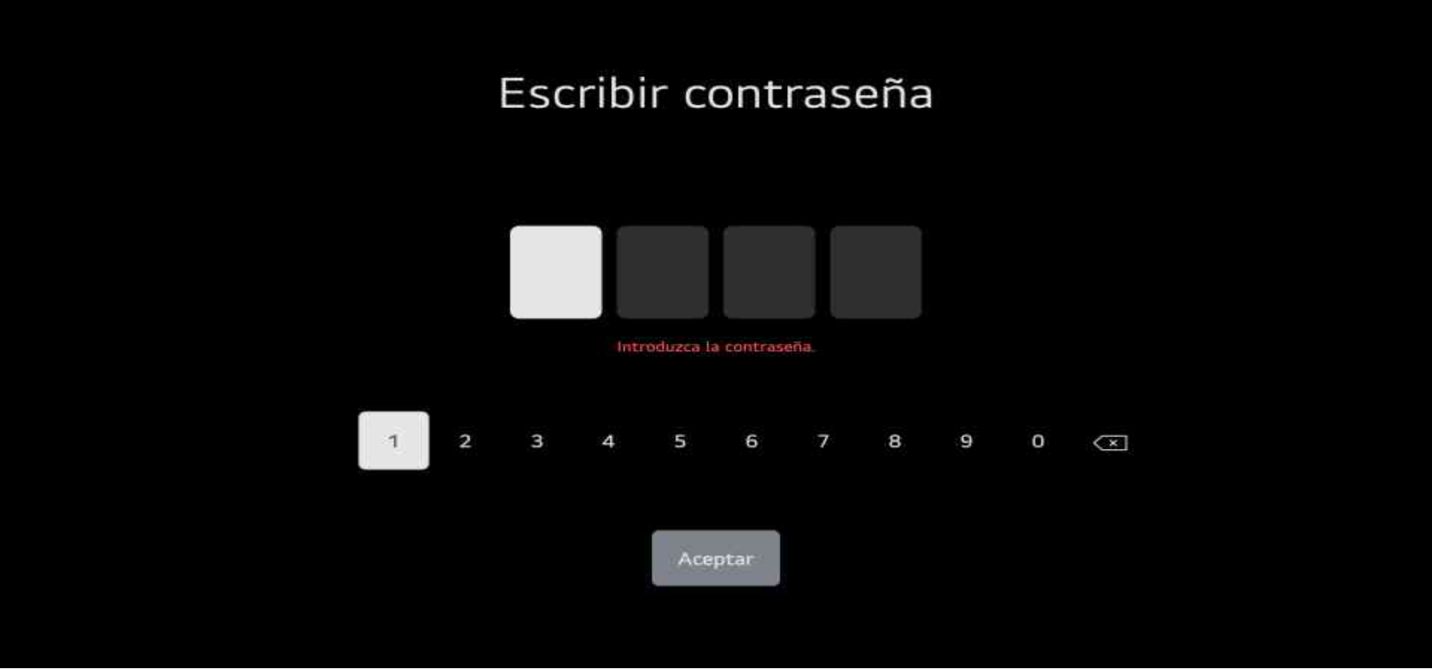 Escribir contraseña
Introduzca la contraseña.
1 2 3 4 5 6 7 8 9 0
Aceptar